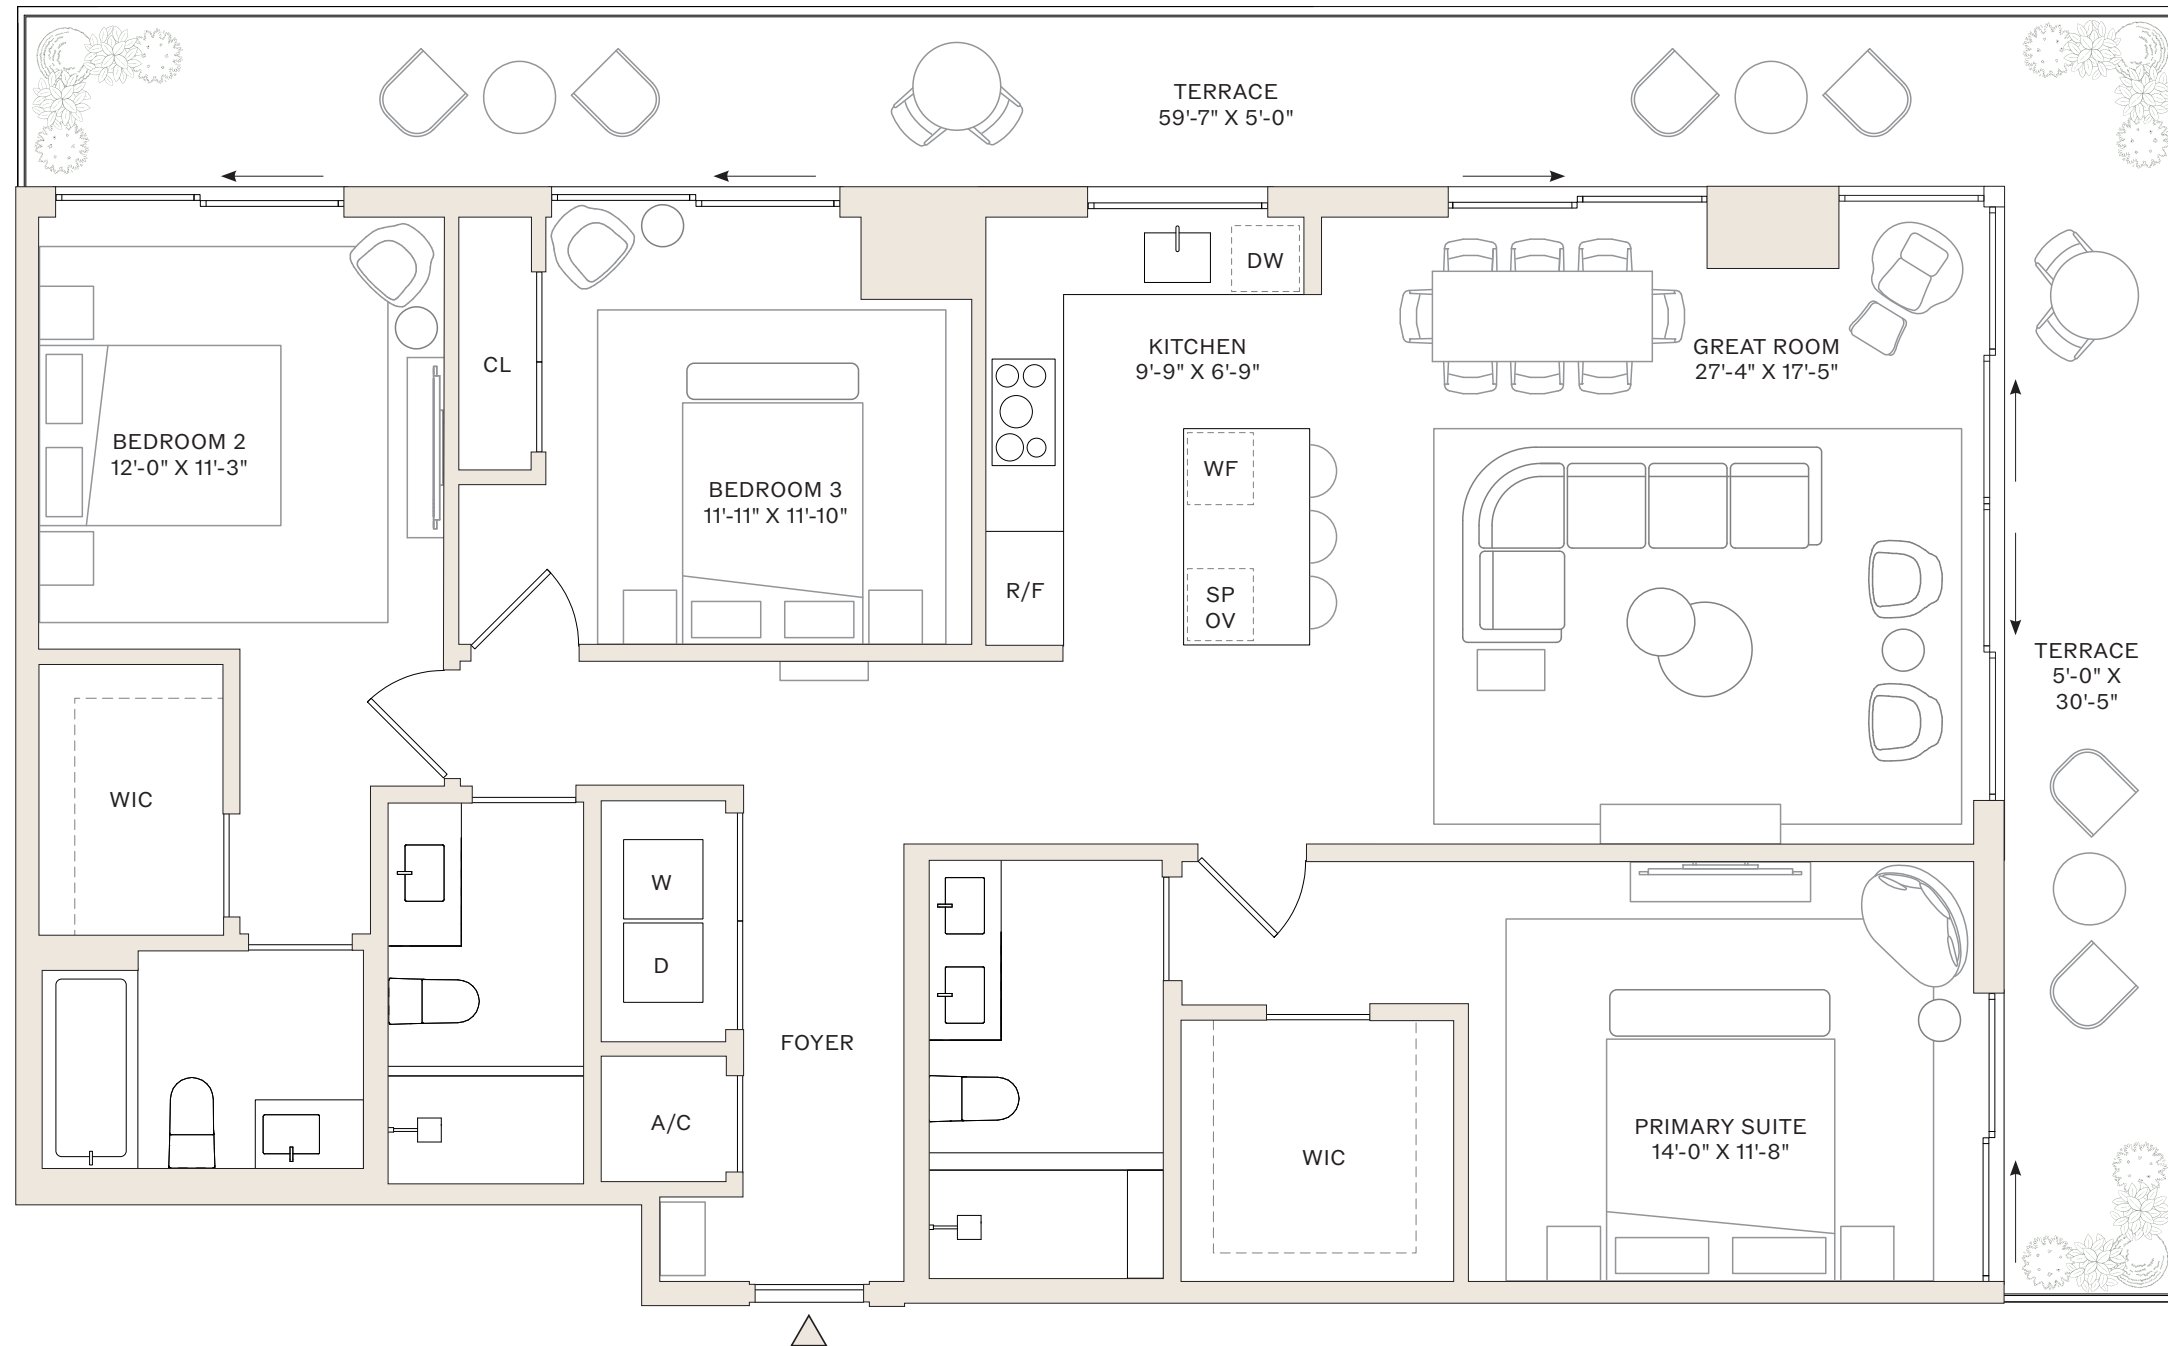 TERRACE
59'-7" X 5'-0"
DW
KITCHEN
9'-9" X 6'-9"
GREAT ROOM
27'-4" X 17'-5"
CL
BEDROOM 2
12'-0" X 11'-3"
BEDROOM 3
11'-11" X 11'-10"
WF
SP
OV
R/F
TERRACE
5'-0" X
30'-5"
WIC
W
D
FOYER
A/C
WIC
PRIMARY SUITE
14'-0" X 11'-8"